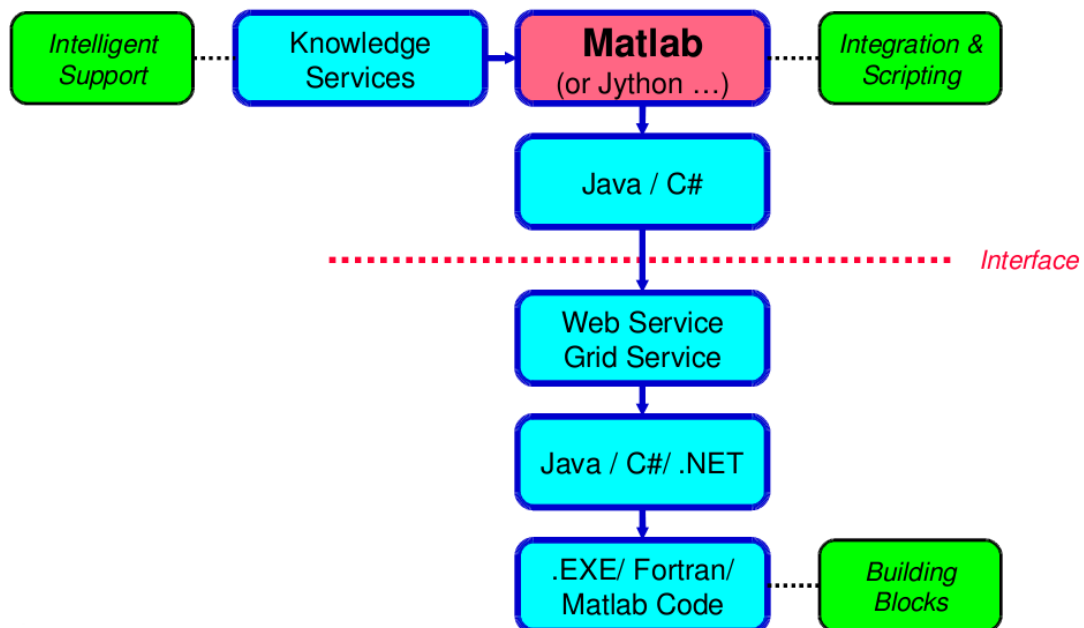 Intelligent
Support
Knowledge
Services
Matlab
(or Jython …)
Integration &
Scripting
Java / C#
Interface
Web Service
Grid Service
Java / C#/ .NET
.EXE/ Fortran/
Matlab Code
Building
Blocks